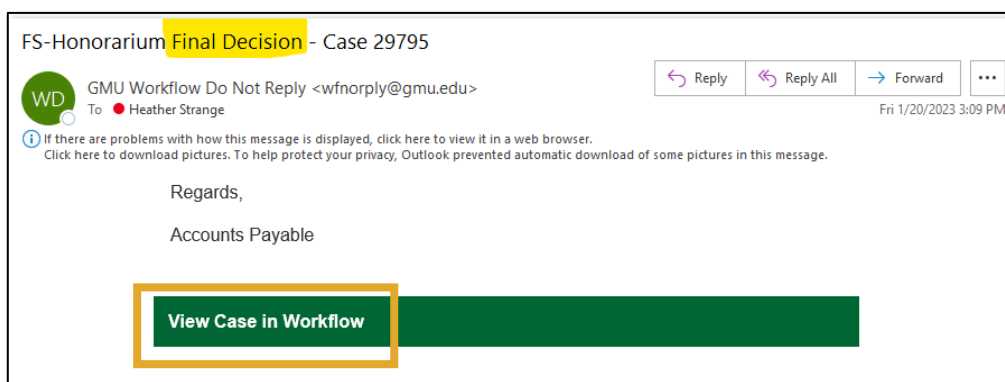 FS-Honorarium Final Decision - Case 29795
WD
GMU Workflow Do Not Reply <wfnorply@gmu.edu>
To Heather Strange
Reply
Reply All
Forward
Fri 1/20/2023 3:09 PM
If there are problems with how this message is displayed, click here to view it in a web browser.
Click here to download pictures. To help protect your privacy, Outlook prevented automatic download of some pictures in this message.
Regards,
Accounts Payable
View Case in Workflow